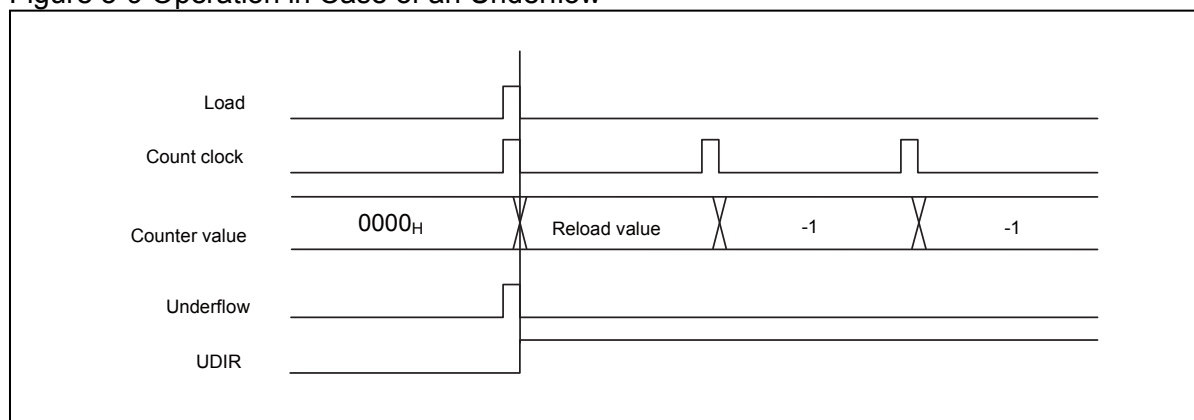 Figure 5-9 Operation in Case of an Underflow
Load
Count clock
Counter value
0000H
Reload value
-1
-1
Underflow
UDIR